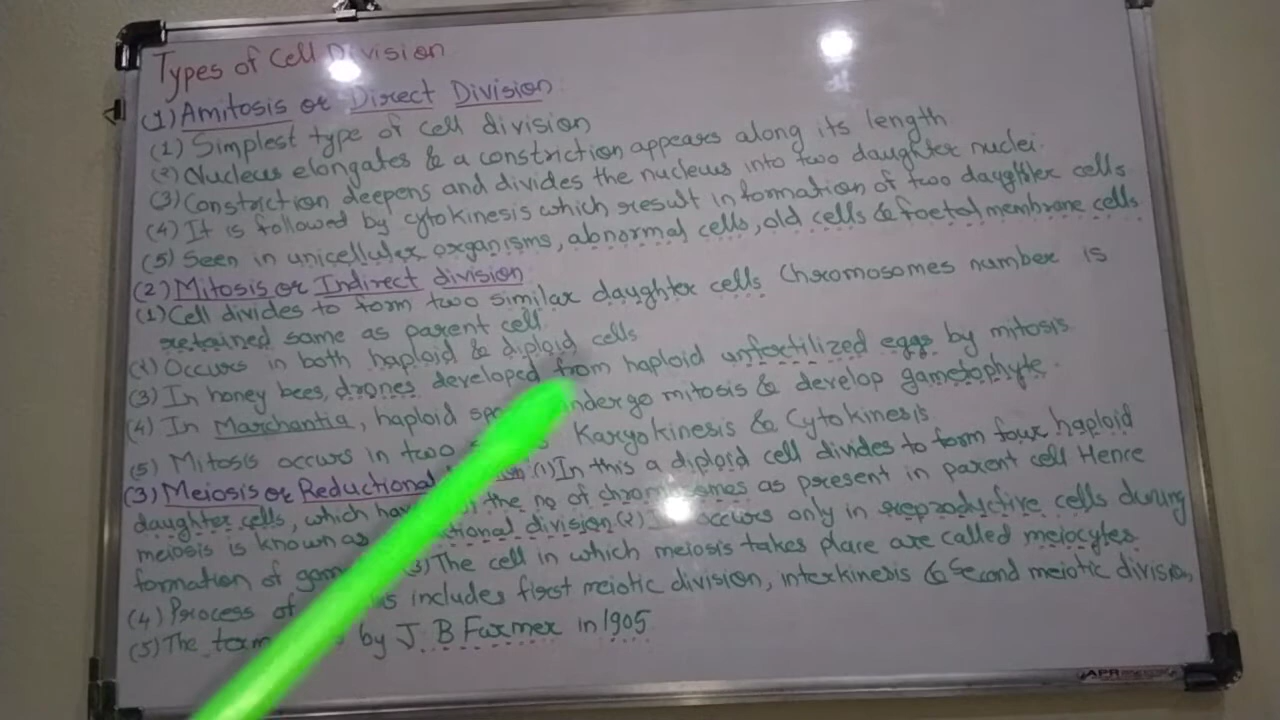 Types of Cell Division
(1) Amitosis or Direct Division
(1) Simplest type of cell division
(2) Nucleus elongates & a constriction appears along its length
(3) Constriction deepens and divides the nucleus into two daughter nuclei.
(4) It is followed by cytokinesis which result in formation of two daughter cells
(5) Seen in unicellular organisms, abnormal cells, old cells & foetal membrane cells
(2) Mitosis or Indirect division
(1) Cell divides to form two similar daughter cells Chromosomes number is
retained same as parent cell.
(2) Occurs in both haploid & diploid cells
(3) In honey bees, drones developed from haploid unfertilized eggs by mitosis
(4) In Marchantia, haploid undergo mitosis & develop gametophyte.
(5) Mitosis occurs in two Karyokinesis & Cytokinesis.
(3) Meiosis or Reductional (1) In this a diploid cell divides to form four haploid
daughter cells, which the no of chromosomes as present in parent cell Hence
meiosis is known as division (2) occurs only in reproductive cells during
formation of (3) The cell in which meiosis takes place are called meiocytes
(4) Process of includes first meiotic division, interkinesis & Second meiotic division,
(5) The by J. B Farmer in 1905